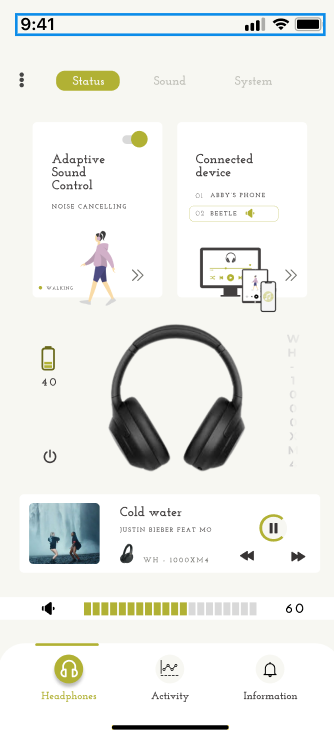 9:41
Status
Sound
System
Adaptive
Sound
Control
NOISE CANCELLING
WALKING
Connected
device
01 ABBY'S PHONE
02 BEETLE
40
WH-1000XM4
Cold water
JUSTIN BIEBER FEAT MO
WH - 1000XM4
60
Headphones
Activity
Information